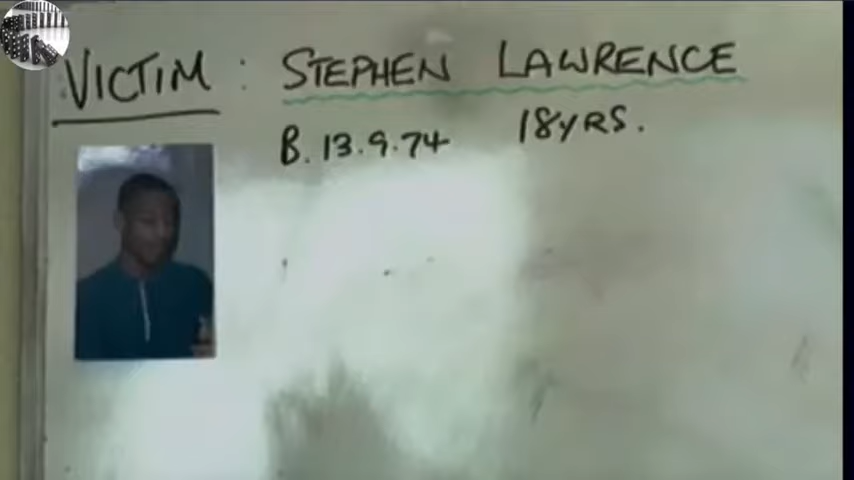 VICTIM : STEPHEN LAWRENCE
B. 13.9.74 18YRS.